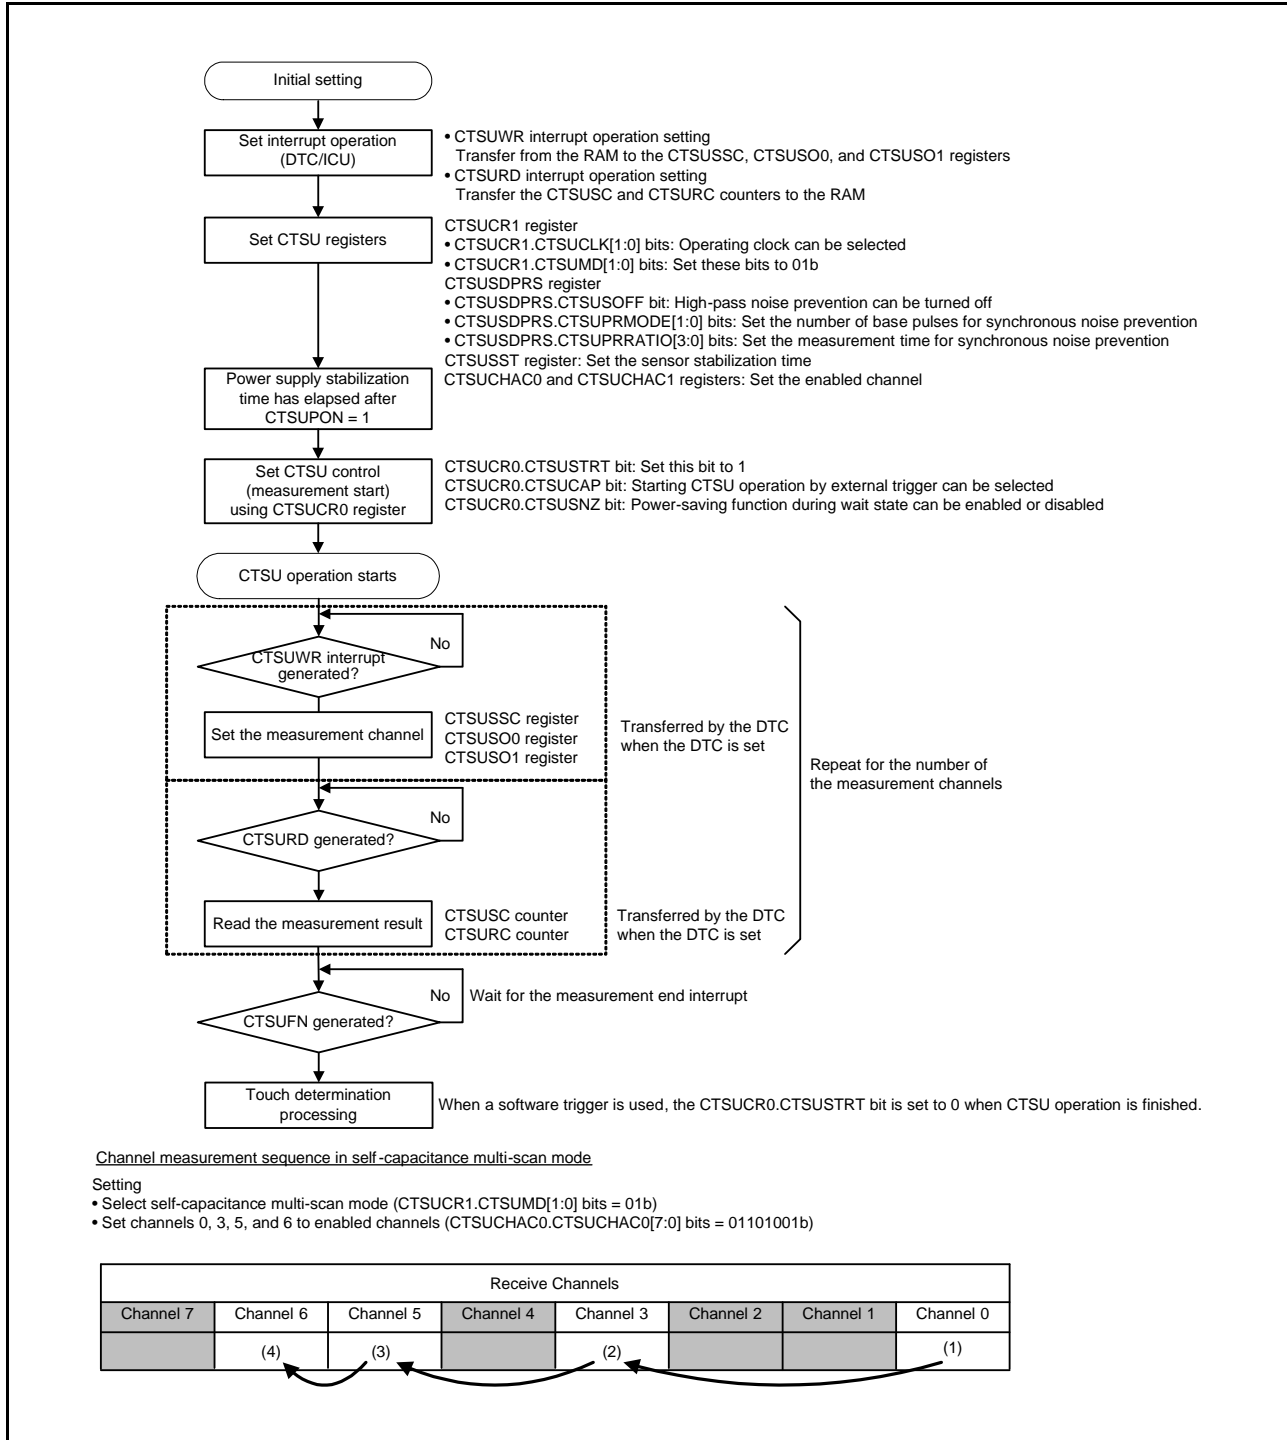 Initial setting
Set interrupt operation
(DTC/ICU)
• CTSUWR interrupt operation setting
Transfer from the RAM to the CTSUSSC, CTSUSO0, and CTSUSO1 registers
• CTSURD interrupt operation setting
Transfer the CTSUSC and CTSURC counters to the RAM
Set CTSU registers
CTSUCR1 register
• CTSUCR1.CTSUCLK[1:0] bits: Operating clock can be selected
• CTSUCR1.CTSUMD[1:0] bits: Set these bits to 01b
CTSUSDPRS register
• CTSUSDPRS.CTSUSOFF bit: High-pass noise prevention can be turned off
• CTSUSDPRS.CTSUPRMODE[1:0] bits: Set the number of base pulses for synchronous noise prevention
• CTSUSDPRS.CTSUPRRATIO[3:0] bits: Set the measurement time for synchronous noise prevention
CTSUSST register: Set the sensor stabilization time
CTSUCHAC0 and CTSUCHAC1 registers: Set the enabled channel
Power supply stabilization
time has elapsed after
CTSUPON = 1
Set CTSU control
(measurement start)
using CTSUCR0 register
CTSUCR0.CTSUSTRT bit: Set this bit to 1
CTSUCR0.CTSUCAP bit: Starting CTSU operation by external trigger can be selected
CTSUCR0.CTSUSNZ bit: Power-saving function during wait state can be enabled or disabled
CTSU operation starts
No
CTSUWR interrupt
generated?
Set the measurement channel
CTSUSSC register
CTSUSO0 register
CTSUSO1 register
Transferred by the DTC
when the DTC is set
Repeat for the number of
the measurement channels
No
CTSURD generated?
Read the measurement result
CTSUSC counter
CTSURC counter
Transferred by the DTC
when the DTC is set
No
Wait for the measurement end interrupt
CTSUFN generated?
Touch determination
processing
When a software trigger is used, the CTSUCR0.CTSUSTRT bit is set to 0 when CTSU operation is finished.
Channel measurement sequence in self-capacitance multi-scan mode
Setting
• Select self-capacitance multi-scan mode (CTSUCR1.CTSUMD[1:0] bits = 01b)
• Set channels 0, 3, 5, and 6 to enabled channels (CTSUCHAC0.CTSUCHAC0[7:0] bits = 01101001b)
Receive Channels
Channel 7 Channel 6 Channel 5 Channel 4 Channel 3 Channel 2 Channel 1 Channel 0
(4) (3) (2) (1)